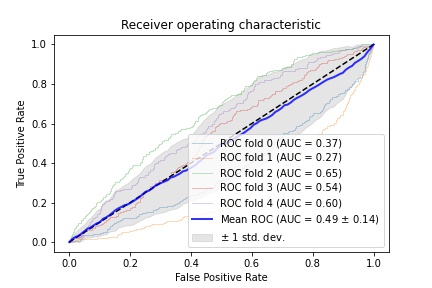 Receiver operating characteristic
True Positive Rate
1.0
0.8
0.6
0.4
0.2
0.0
ROC fold 0 (AUC = 0.37)
ROC fold 1 (AUC = 0.27)
ROC fold 2 (AUC = 0.65)
ROC fold 3 (AUC = 0.54)
ROC fold 4 (AUC = 0.60)
Mean ROC (AUC = 0.49 ± 0.14)
± 1 std. dev.
0.0 0.2 0.4 0.6 0.8 1.0
False Positive Rate